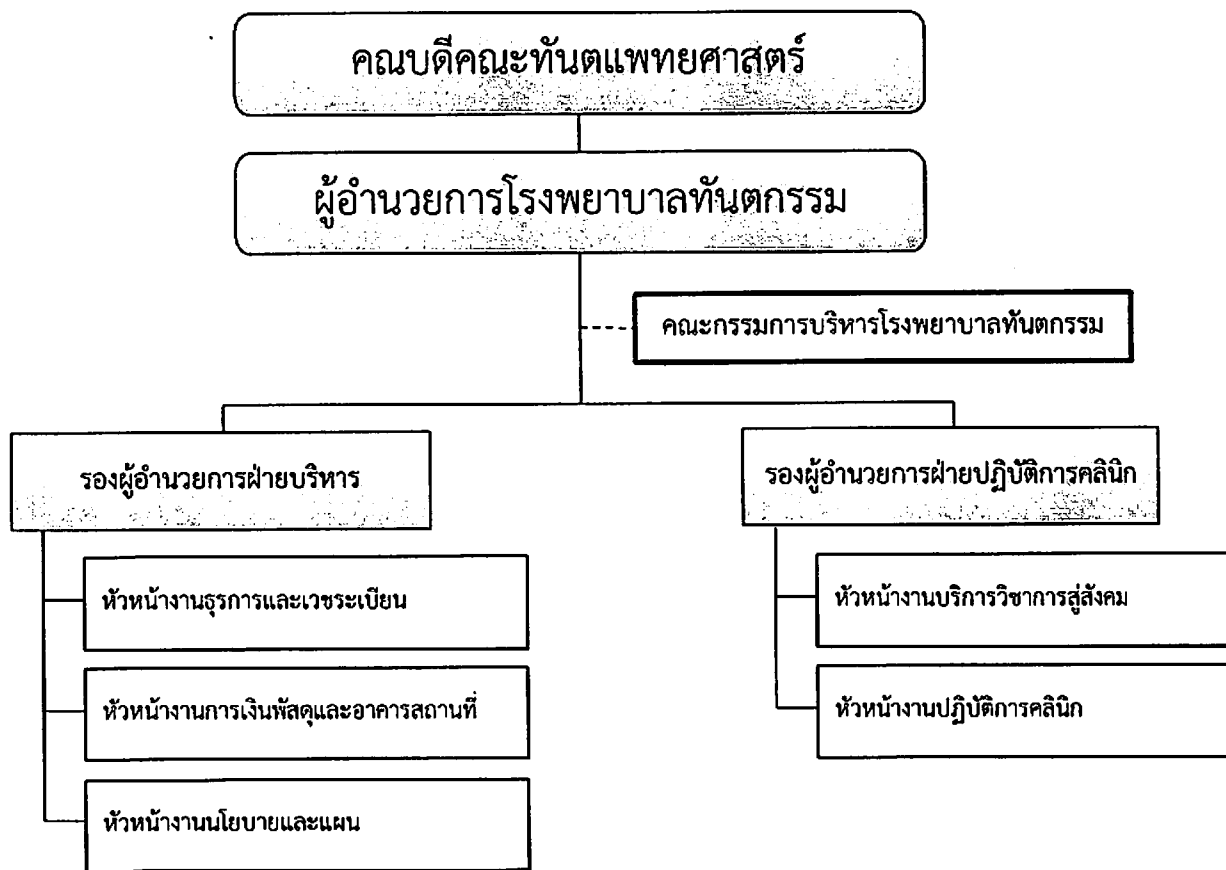 คณบดีคณะทันตแพทยศาสตร์
ผู้อำนวยการโรงพยาบาลทันตกรรม
คณะกรรมการบริหารโรงพยาบาลทันตกรรม
รองผู้อำนวยการฝ่ายบริหาร
หัวหน้างานธุรการและเวชระเบียน
หัวหน้างานการเงินพัสดุและอาคารสถานที่
หัวหน้างานนโยบายและแผน
รองผู้อำนวยการฝ่ายปฏิบัติการคลินิก
หัวหน้างานบริการวิชาการสู่สังคม
หัวหน้างานปฏิบัติการคลินิก